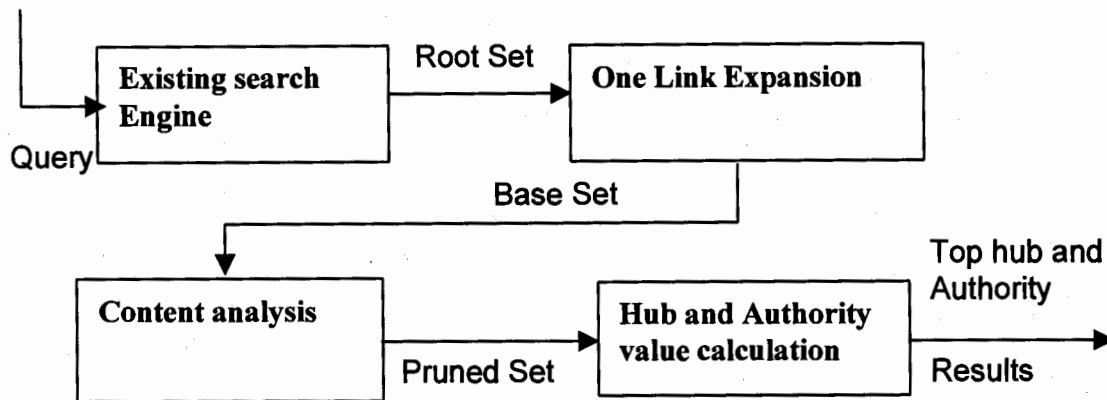 Existing search
Engine
Root Set
One Link Expansion
Query
Base Set
Content analysis
Pruned Set
Hub and Authority
value calculation
Top hub and
Authority
Results